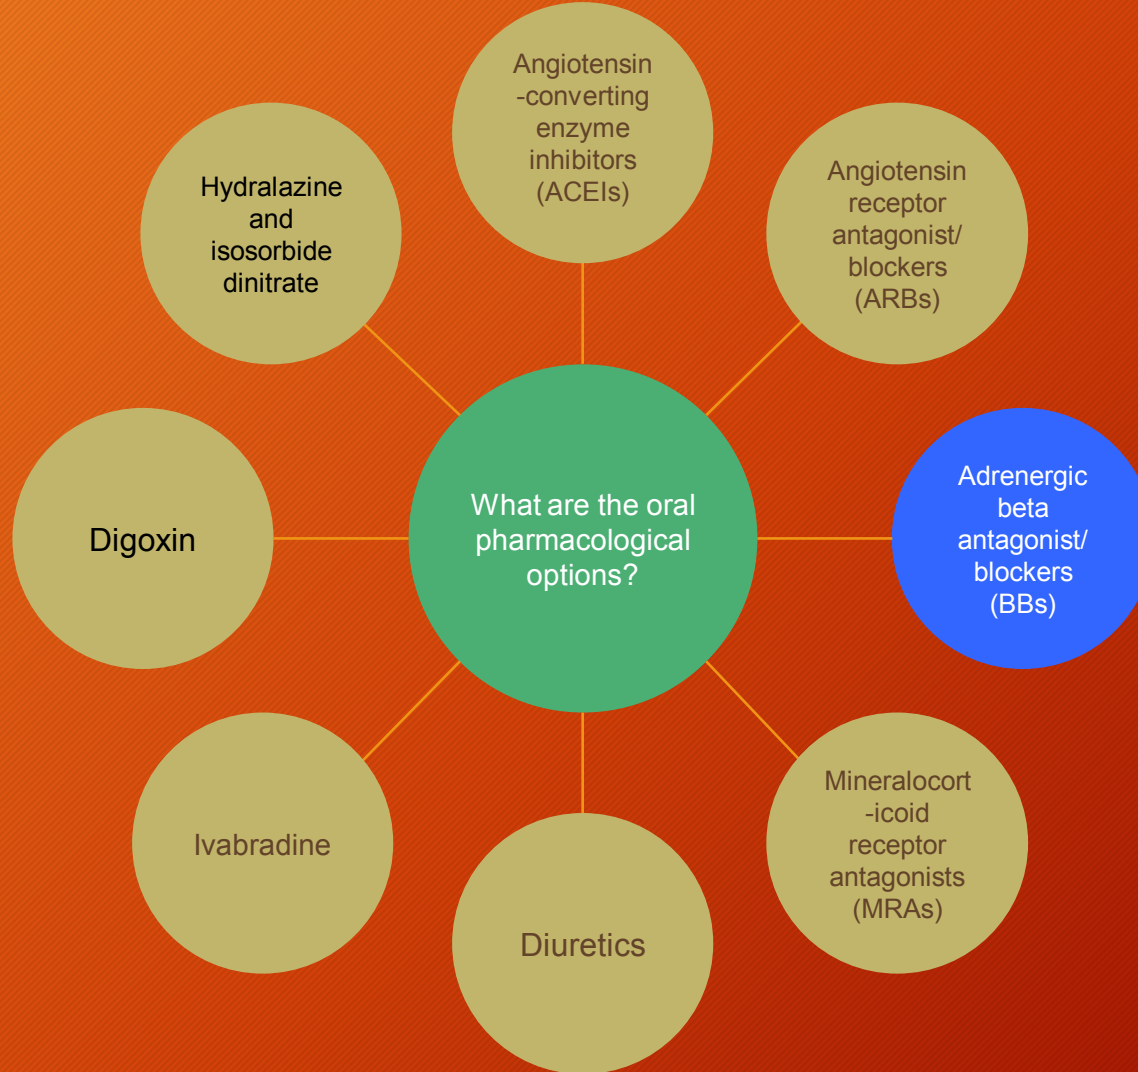 What are the oral
pharmacological
options?
Angiotensin
-converting
enzyme
inhibitors
(ACEIs)
Angiotensin
receptor
antagonist/
blockers
(ARBs)
Adrenergic
beta
antagonist/
blockers
(BBs)
Mineralocort
-icoid
receptor
antagonists
(MRAs)
Diuretics
Ivabradine
Digoxin
Hydralazine
and
isosorbide
dinitrate